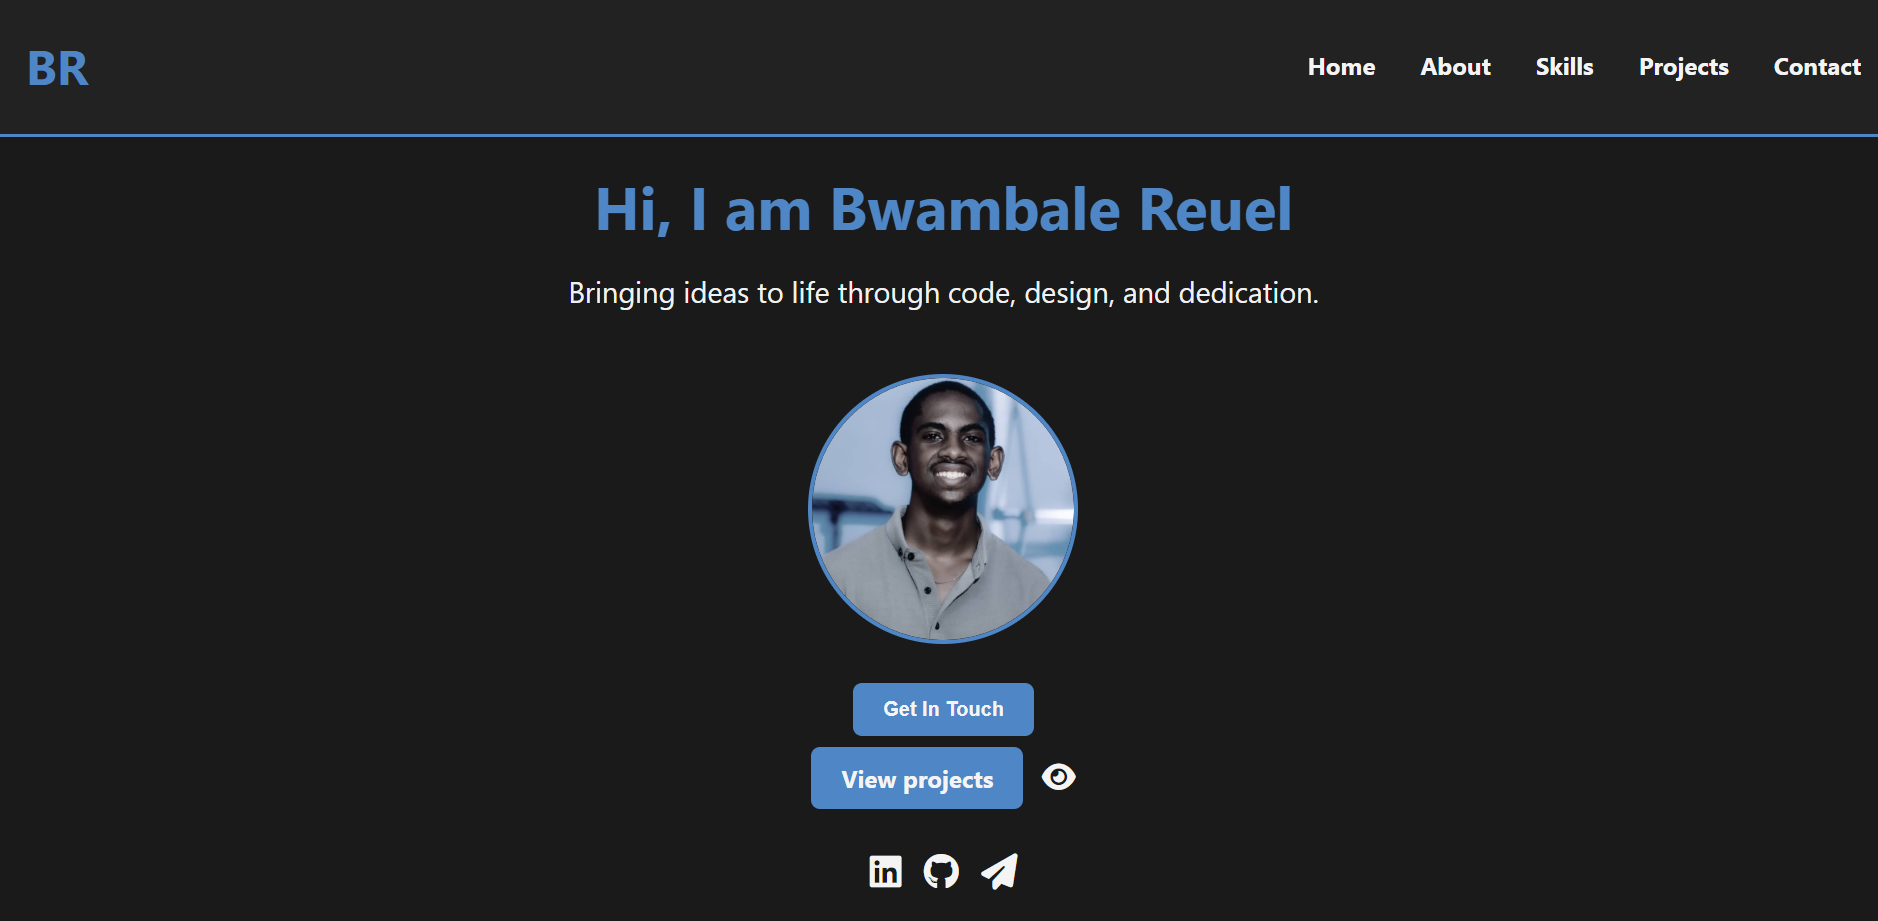 BR
Home About Skills Projects Contact
Hi, I am Bwambale Reuel
Bringing ideas to life through code, design, and dedication.
Get In Touch
View projects
in